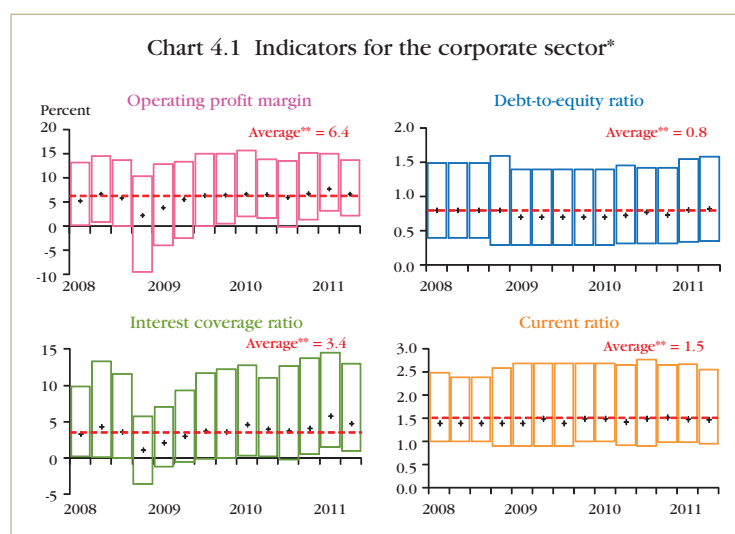 Chart 4.1 Indicators for the corporate sector*
Operating profit margin
Percent
Average** = 6.4
20
15
10
5
0
-5
-10
2008 2009 2010 2011
Debt-to-equity ratio
Average** = 0.8
2.0
1.5
1.0
0.5
0.0
2008 2009 2010 2011
Interest coverage ratio
Average** = 3.4
15
10
5
0
-5
2008 2009 2010 2011
Current ratio
Average** = 1.5
3.0
2.5
2.0
1.5
1.0
0.5
0.0
2008 2009 2010 2011